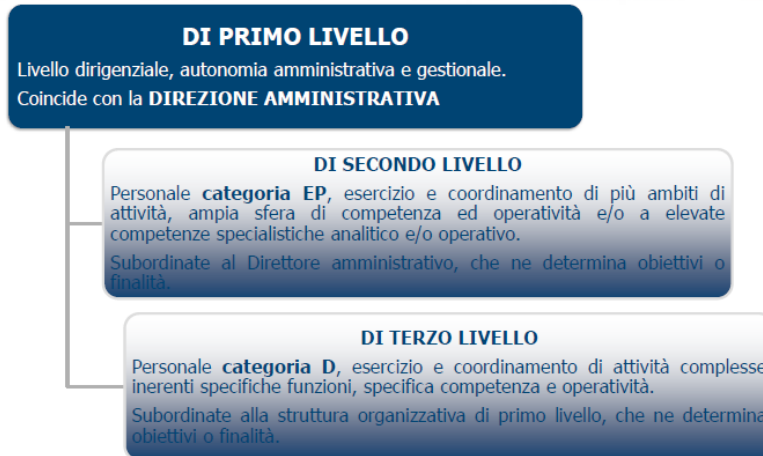 DI PRIMO LIVELLO
Livello dirigenziale, autonomia amministrativa e gestionale.
Coincide con la DIREZIONE AMMINISTRATIVA
DI SECONDO LIVELLO
Personale categoria EP, esercizio e coordinamento di più ambiti di
attività, ampia sfera di competenza ed operatività e/o a elevate
competenze specialistiche analitico e/o operativo.
Subordinate al Direttore amministrativo, che ne determina obiettivi o
finalità.
DI TERZO LIVELLO
Personale categoria D, esercizio e coordinamento di attività complesse
inerenti specifiche funzioni, specifica competenza e operatività.
Subordinate alla struttura organizzativa di primo livello, che ne determina
obiettivi o finalità.